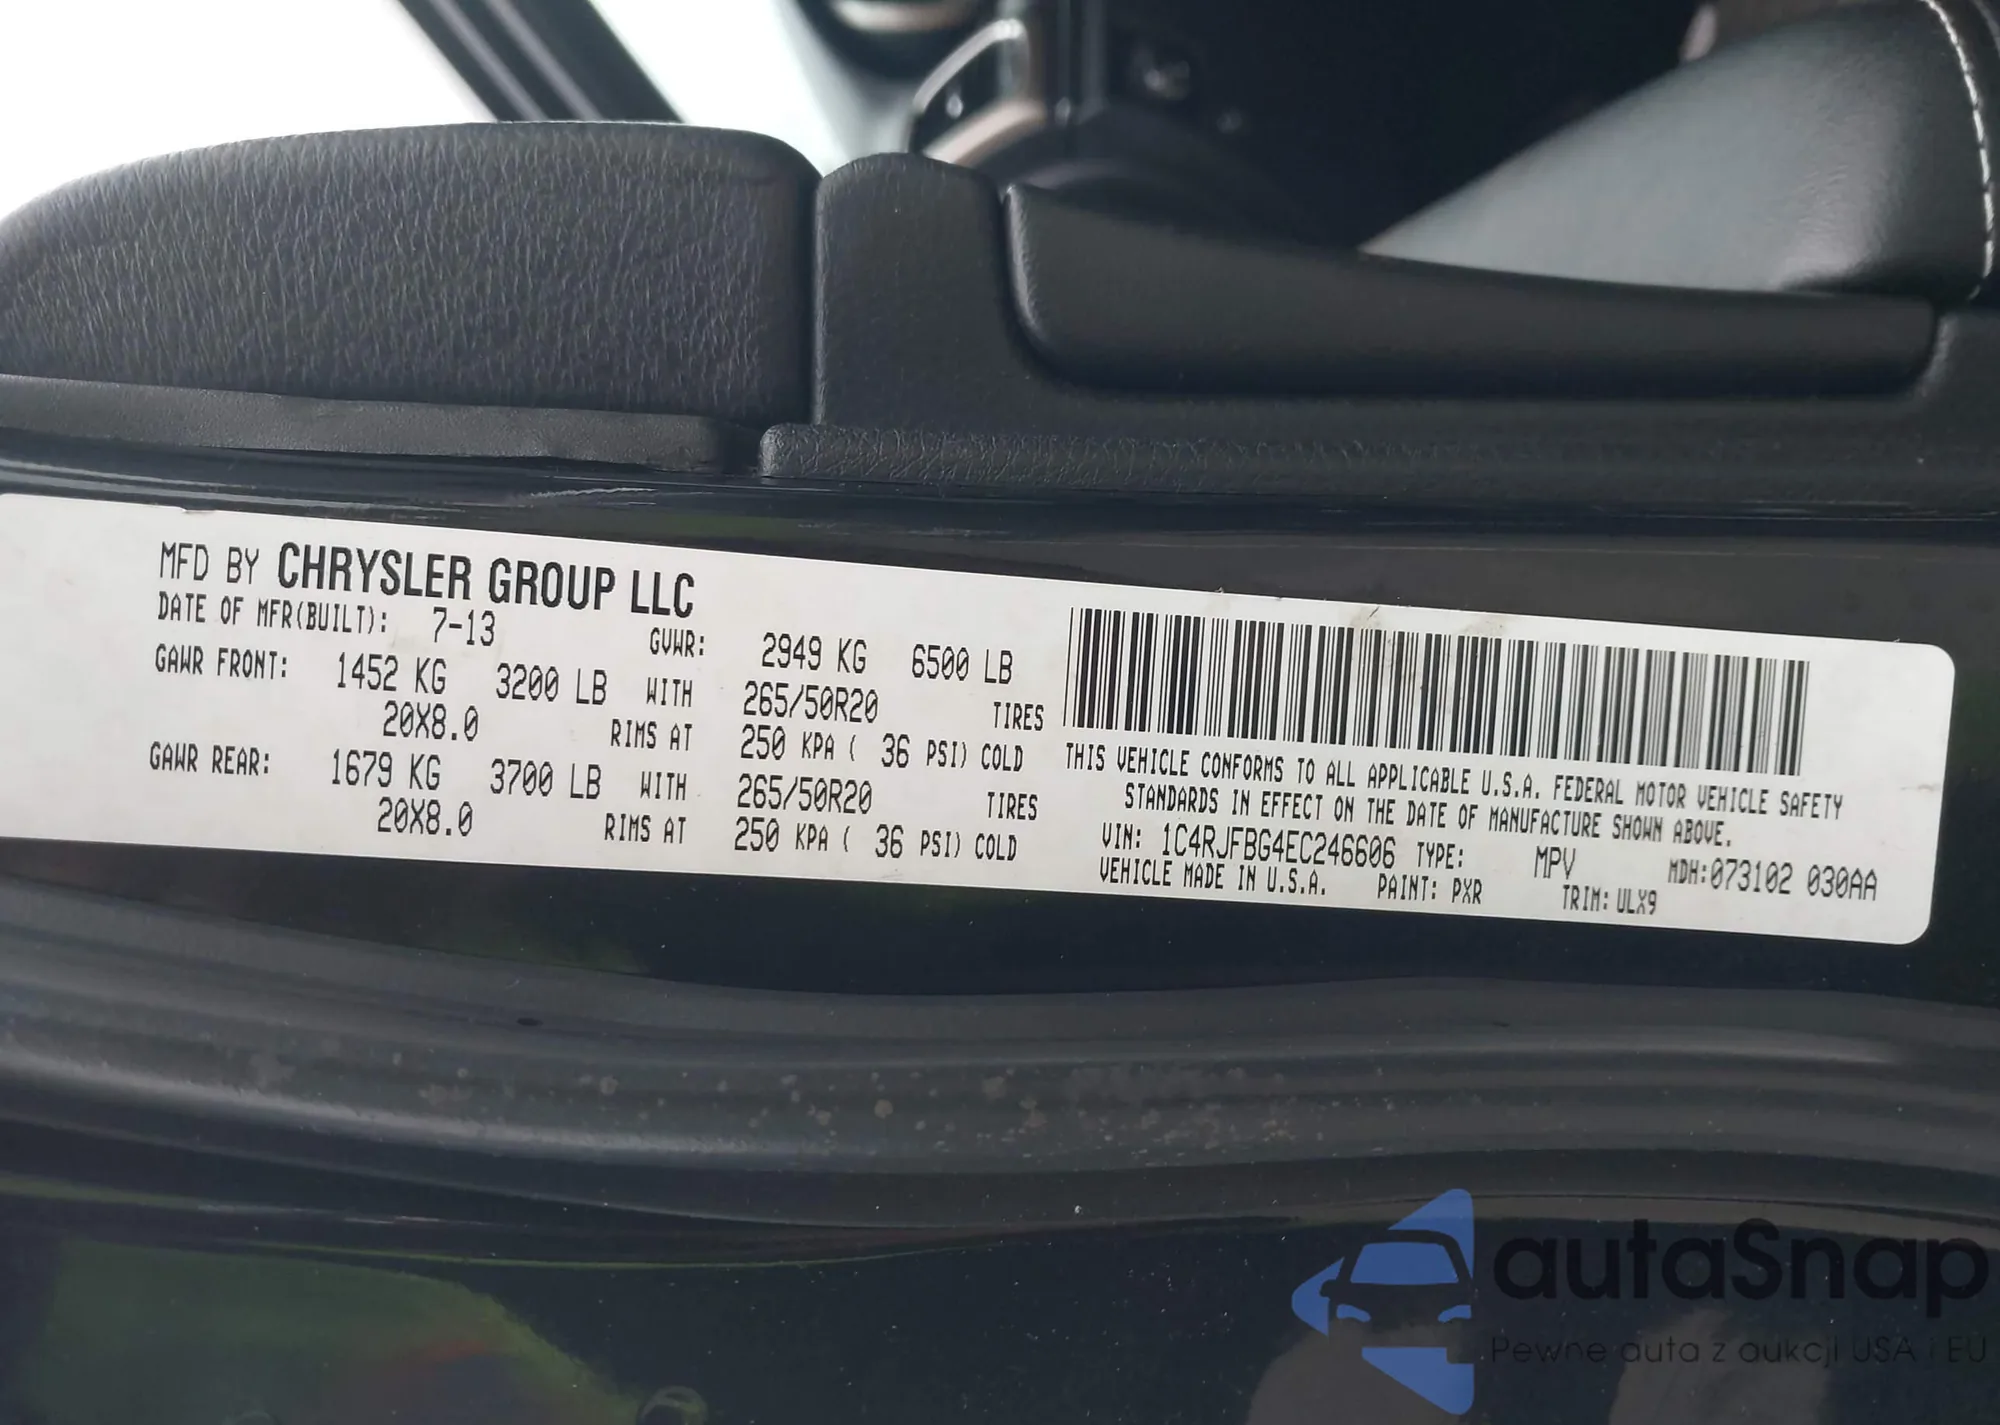 MFD BY CHRYSLER GROUP LLC
DATE OF MFR(BUILT): 7-13 GVWR: 2949 KG 6500 LB
GAWR FRONT: 1452 KG 3200 LB WITH 265/50R20 TIRES
20X8.0 RIMS AT 250 KPA ( 36 PSI) COLD
GAWR REAR: 1679 KG 3700 LB WITH 265/50R20 TIRES
20X8.0 RIMS AT 250 KPA ( 36 PSI) COLD
THIS VEHICLE CONFORMS TO ALL APPLICABLE U.S.A. FEDERAL MOTOR VEHICLE SAFETY
STANDARDS IN EFFECT ON THE DATE OF MANUFACTURE SHOWN ABOVE.
VIN: 1C4RJFBG4EC246606 TYPE: MPV MDH:073102 030AA
VEHICLE MADE IN U.S.A. PAINT: PXR TRIM: ULX9
autaSnap
Pewne auta z aukcji USA i EU